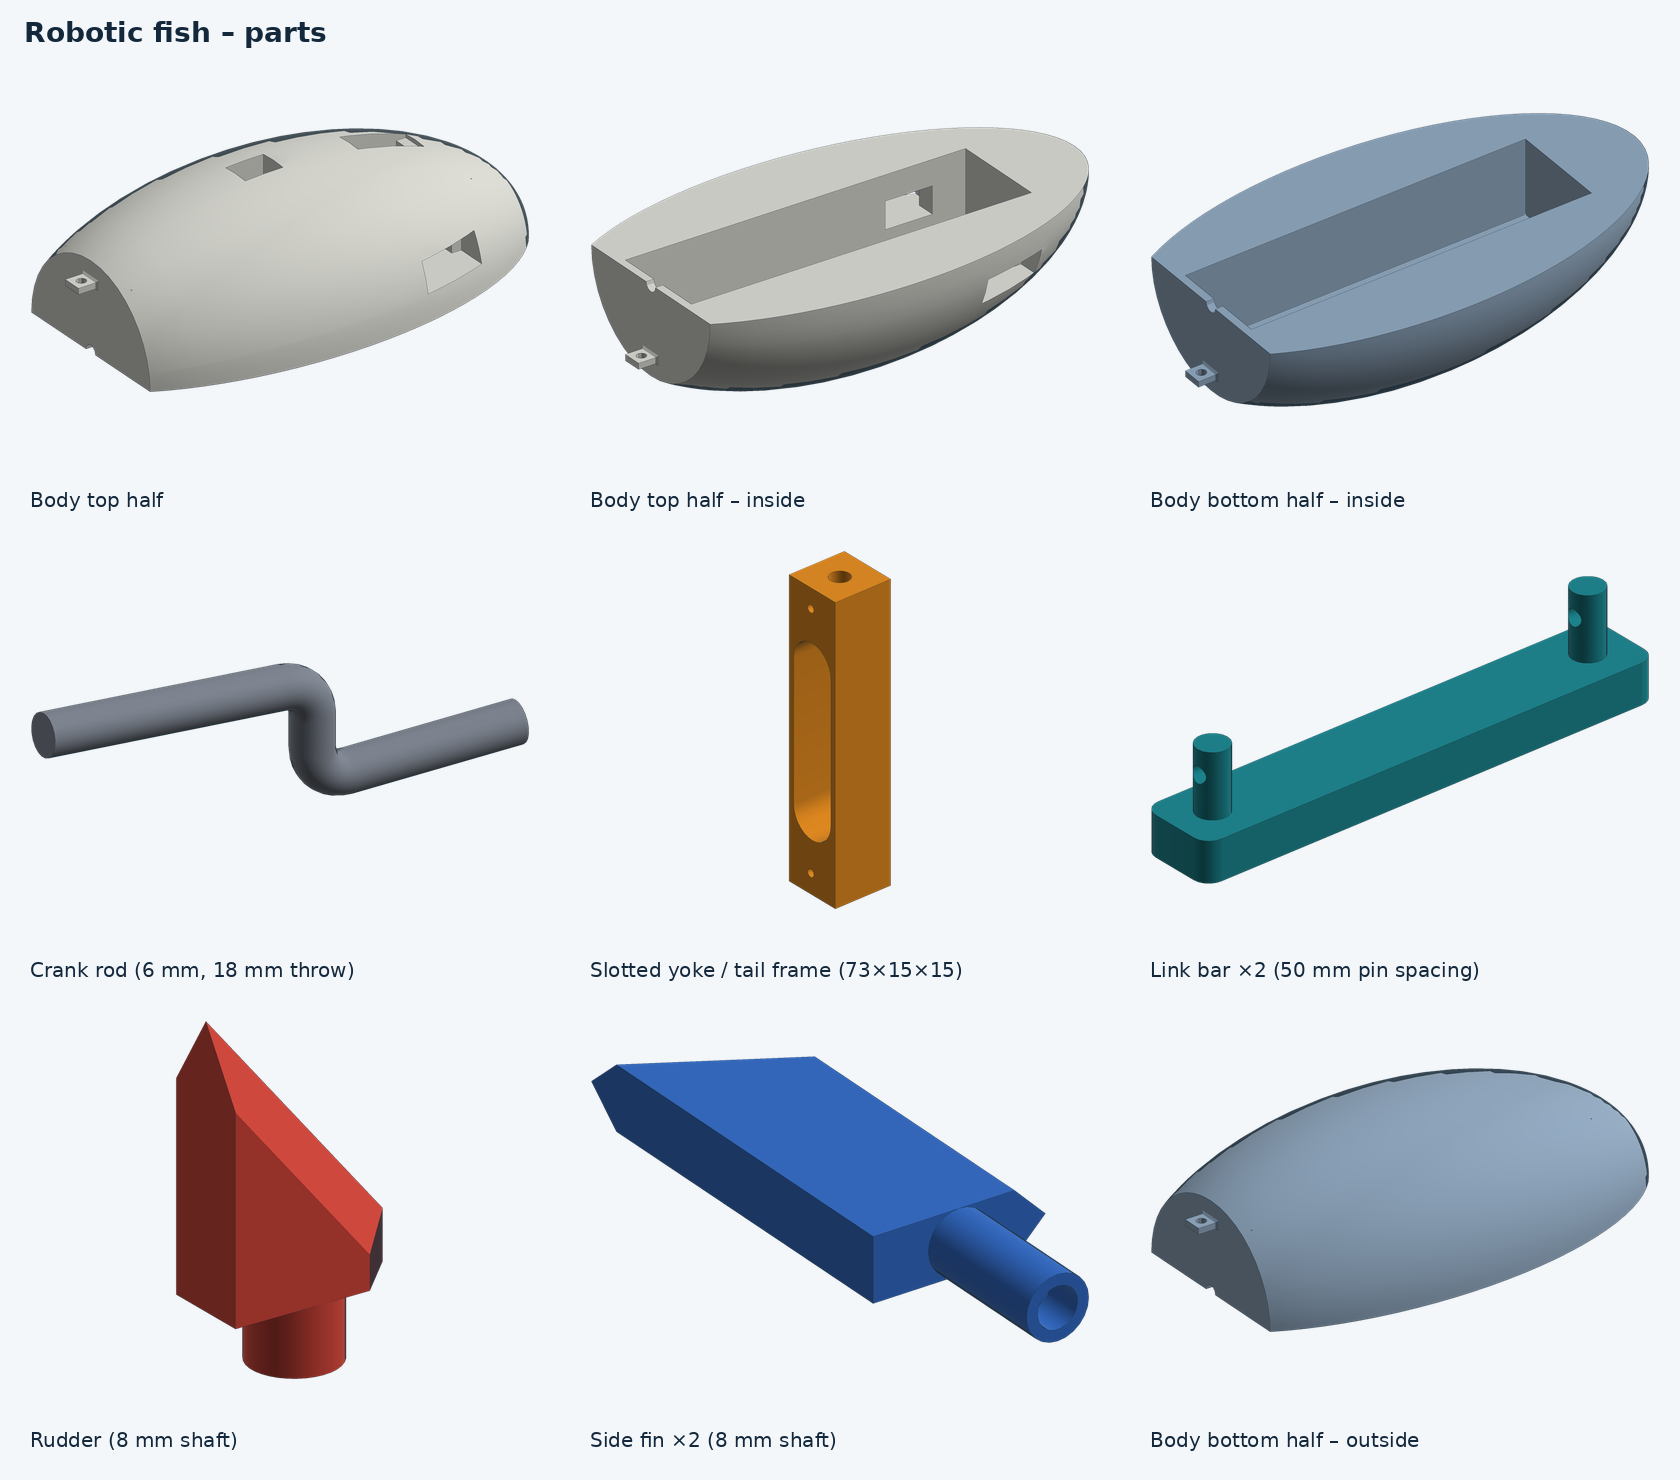 Robotic fish – parts
Body top half
Body top half – inside
Body bottom half – inside
Crank rod (6 mm, 18 mm throw)
Slotted yoke / tail frame (73×15×15)
Link bar ×2 (50 mm pin spacing)
Rudder (8 mm shaft)
Side fin ×2 (8 mm shaft)
Body bottom half – outside